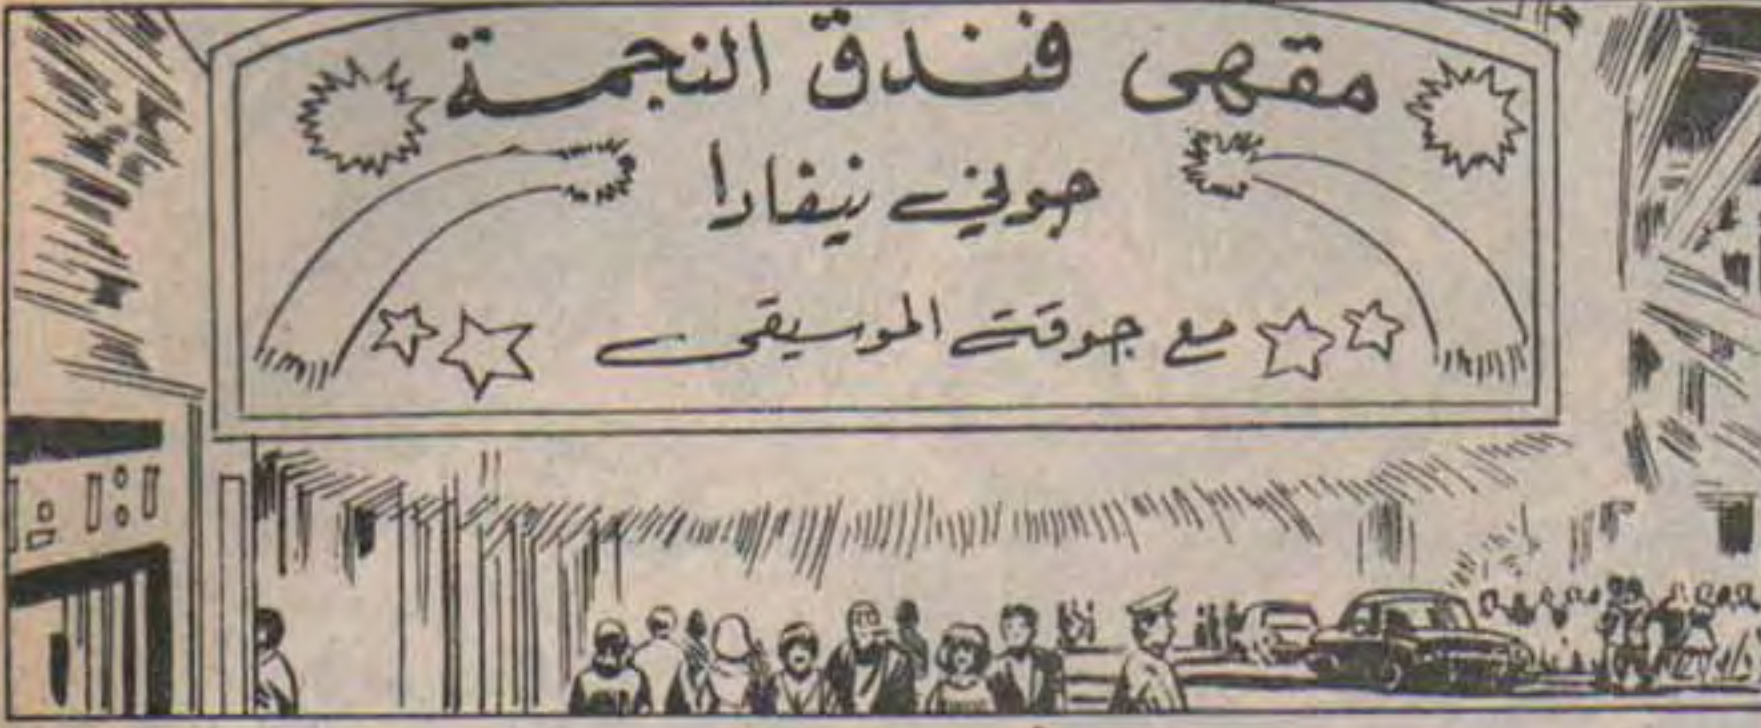 مقهى فندق النجمة
جوني نيفادا
مع جوقة الموسيقى